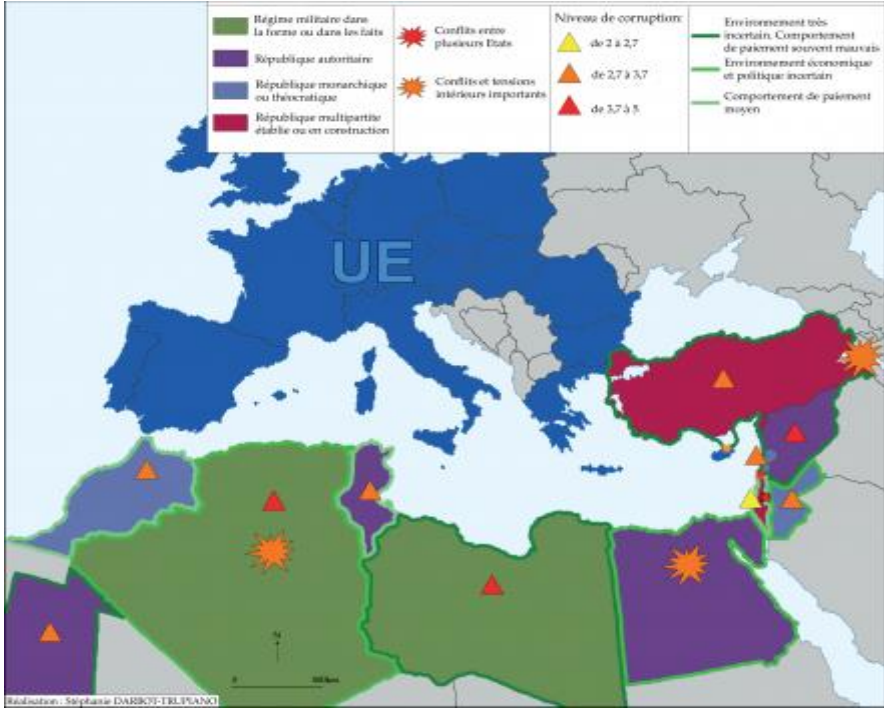 Régime militaire dans
la forme ou dans les faits
République autoritaire
République monarchique
ou théocratique
République multipartite
établie ou en construction
Conflits entre
plusieurs Etats
Conflits et tensions
intérieurs importants
Niveau de corruption:
de 2 à 2,7
de 2,7 à 3,7
de 3,7 à 5
Environnement très
incertain. Comportement
de paiement souvent mauvais
Environnement économique
et politique incertain
Comportement de paiement
moyen
UE
N
0
Réalisation : Stéphanie DARBOT-TRUPIANO